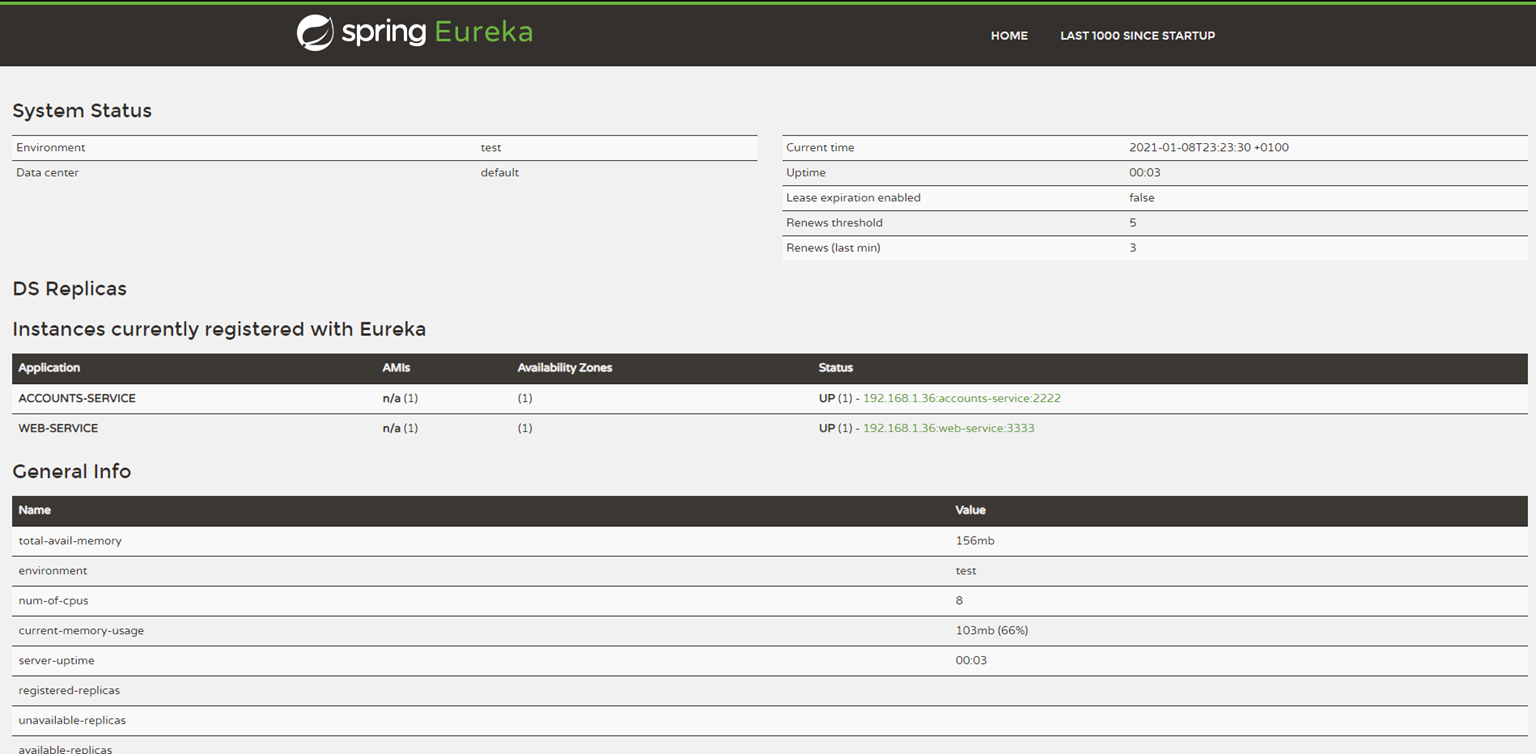 spring Eureka
HOME LAST 1000 SINCE STARTUP
System Status
Environment test
Data center default
Current time 2021-01-08T23:23:30 +0100
Uptime 00:03
Lease expiration enabled false
Renews threshold 5
Renews (last min) 3
DS Replicas
Instances currently registered with Eureka
Application AMIs Availability Zones Status
ACCOUNTS-SERVICE n/a (1) (1) UP (1) - 192.168.1.36:accounts-service:2222
WEB-SERVICE n/a (1) (1) UP (1) - 192.168.1.36:web-service:3333
General Info
Name Value
total-avail-memory 156mb
environment test
num-of-cpus 8
current-memory-usage 103mb (66%)
server-uptime 00:03
registered-replicas
unavailable-replicas
available-replicas